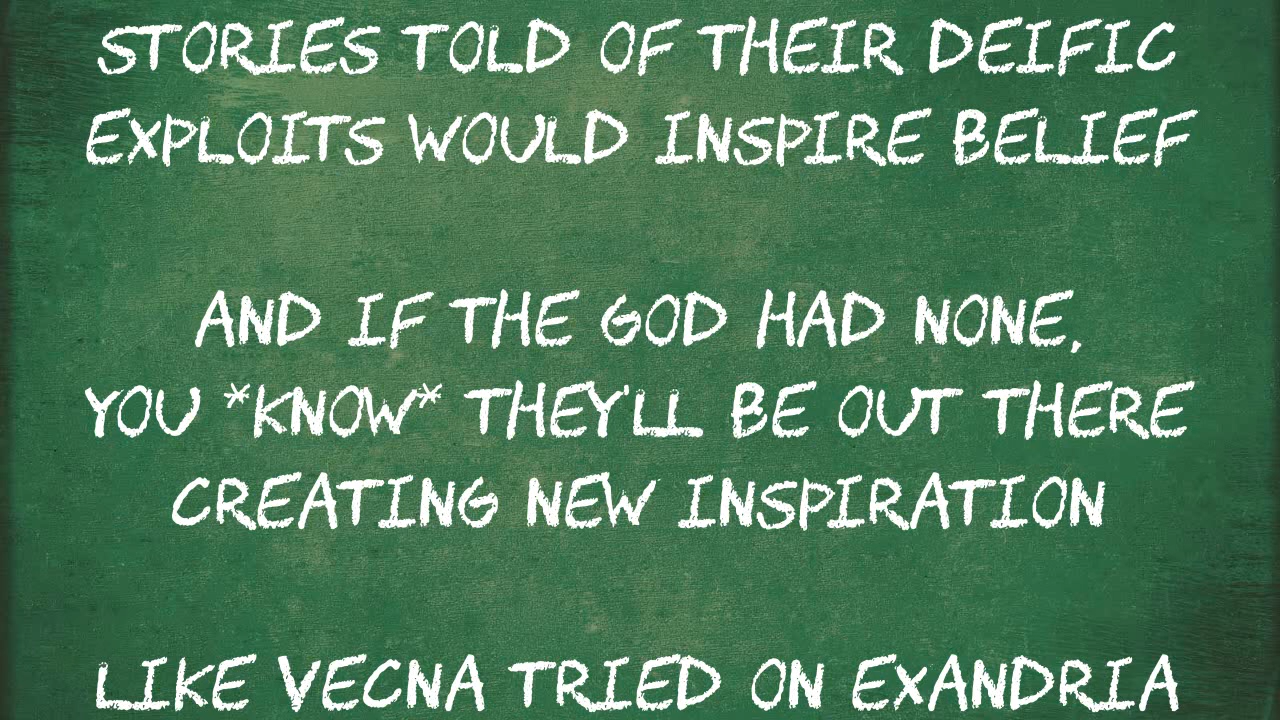 STORIES TOLD OF THEIR DEIFIC
EXPLOITS WOULD INSPIRE BELIEF
AND IF THE GOD HAD NONE,
YOU *KNOW* THEY'LL BE OUT THERE
CREATING NEW INSPIRATION
LIKE VECNA TRIED ON EXANDRIA